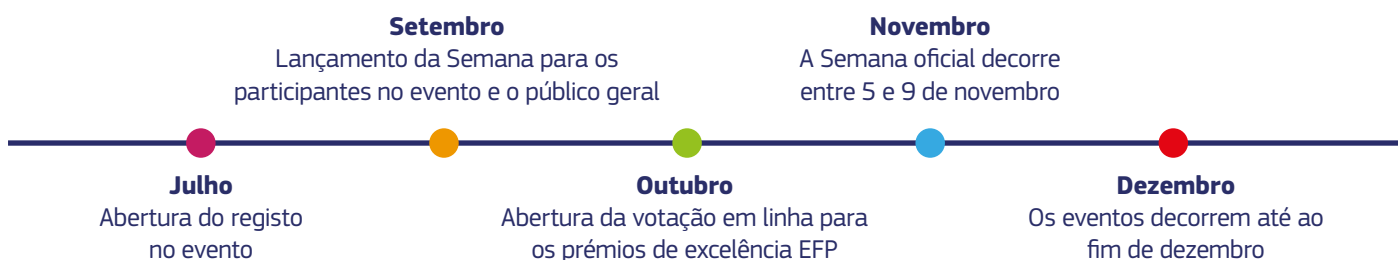 Setembro
Lançamento da Semana para os
participantes no evento e o público geral
Novembro
A Semana oficial decorre
entre 5 e 9 de novembro
Julho
Abertura do registo
no evento
Outubro
Abertura da votação em linha para
os prémios de excelência EFP
Dezembro
Os eventos decorrem até ao
fim de dezembro